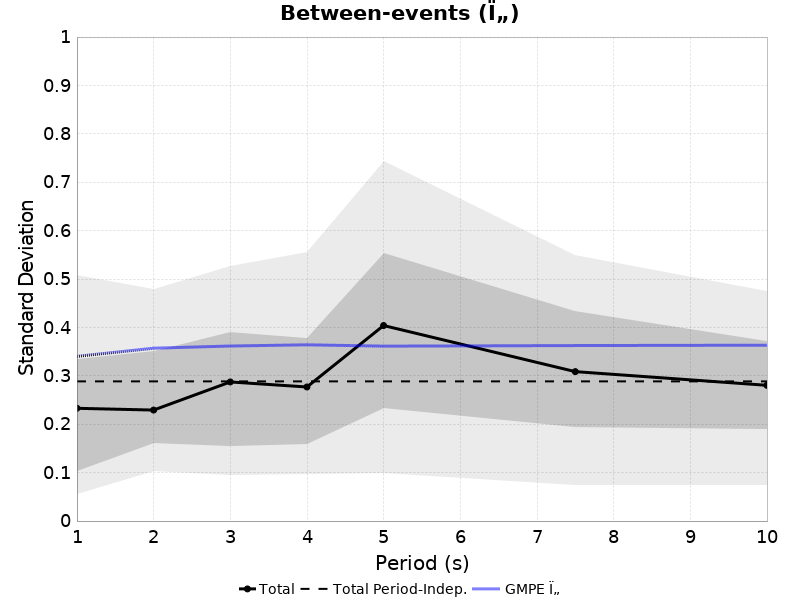 Between-events (Ï„)
1
0.9
0.8
0.7
0.6
0.5
0.4
0.3
0.2
0.1
0
Standard Deviation
1 2 3 4 5 6 7 8 9 10
Period (s)
Total Total Period-Indep. GMPE Ï„